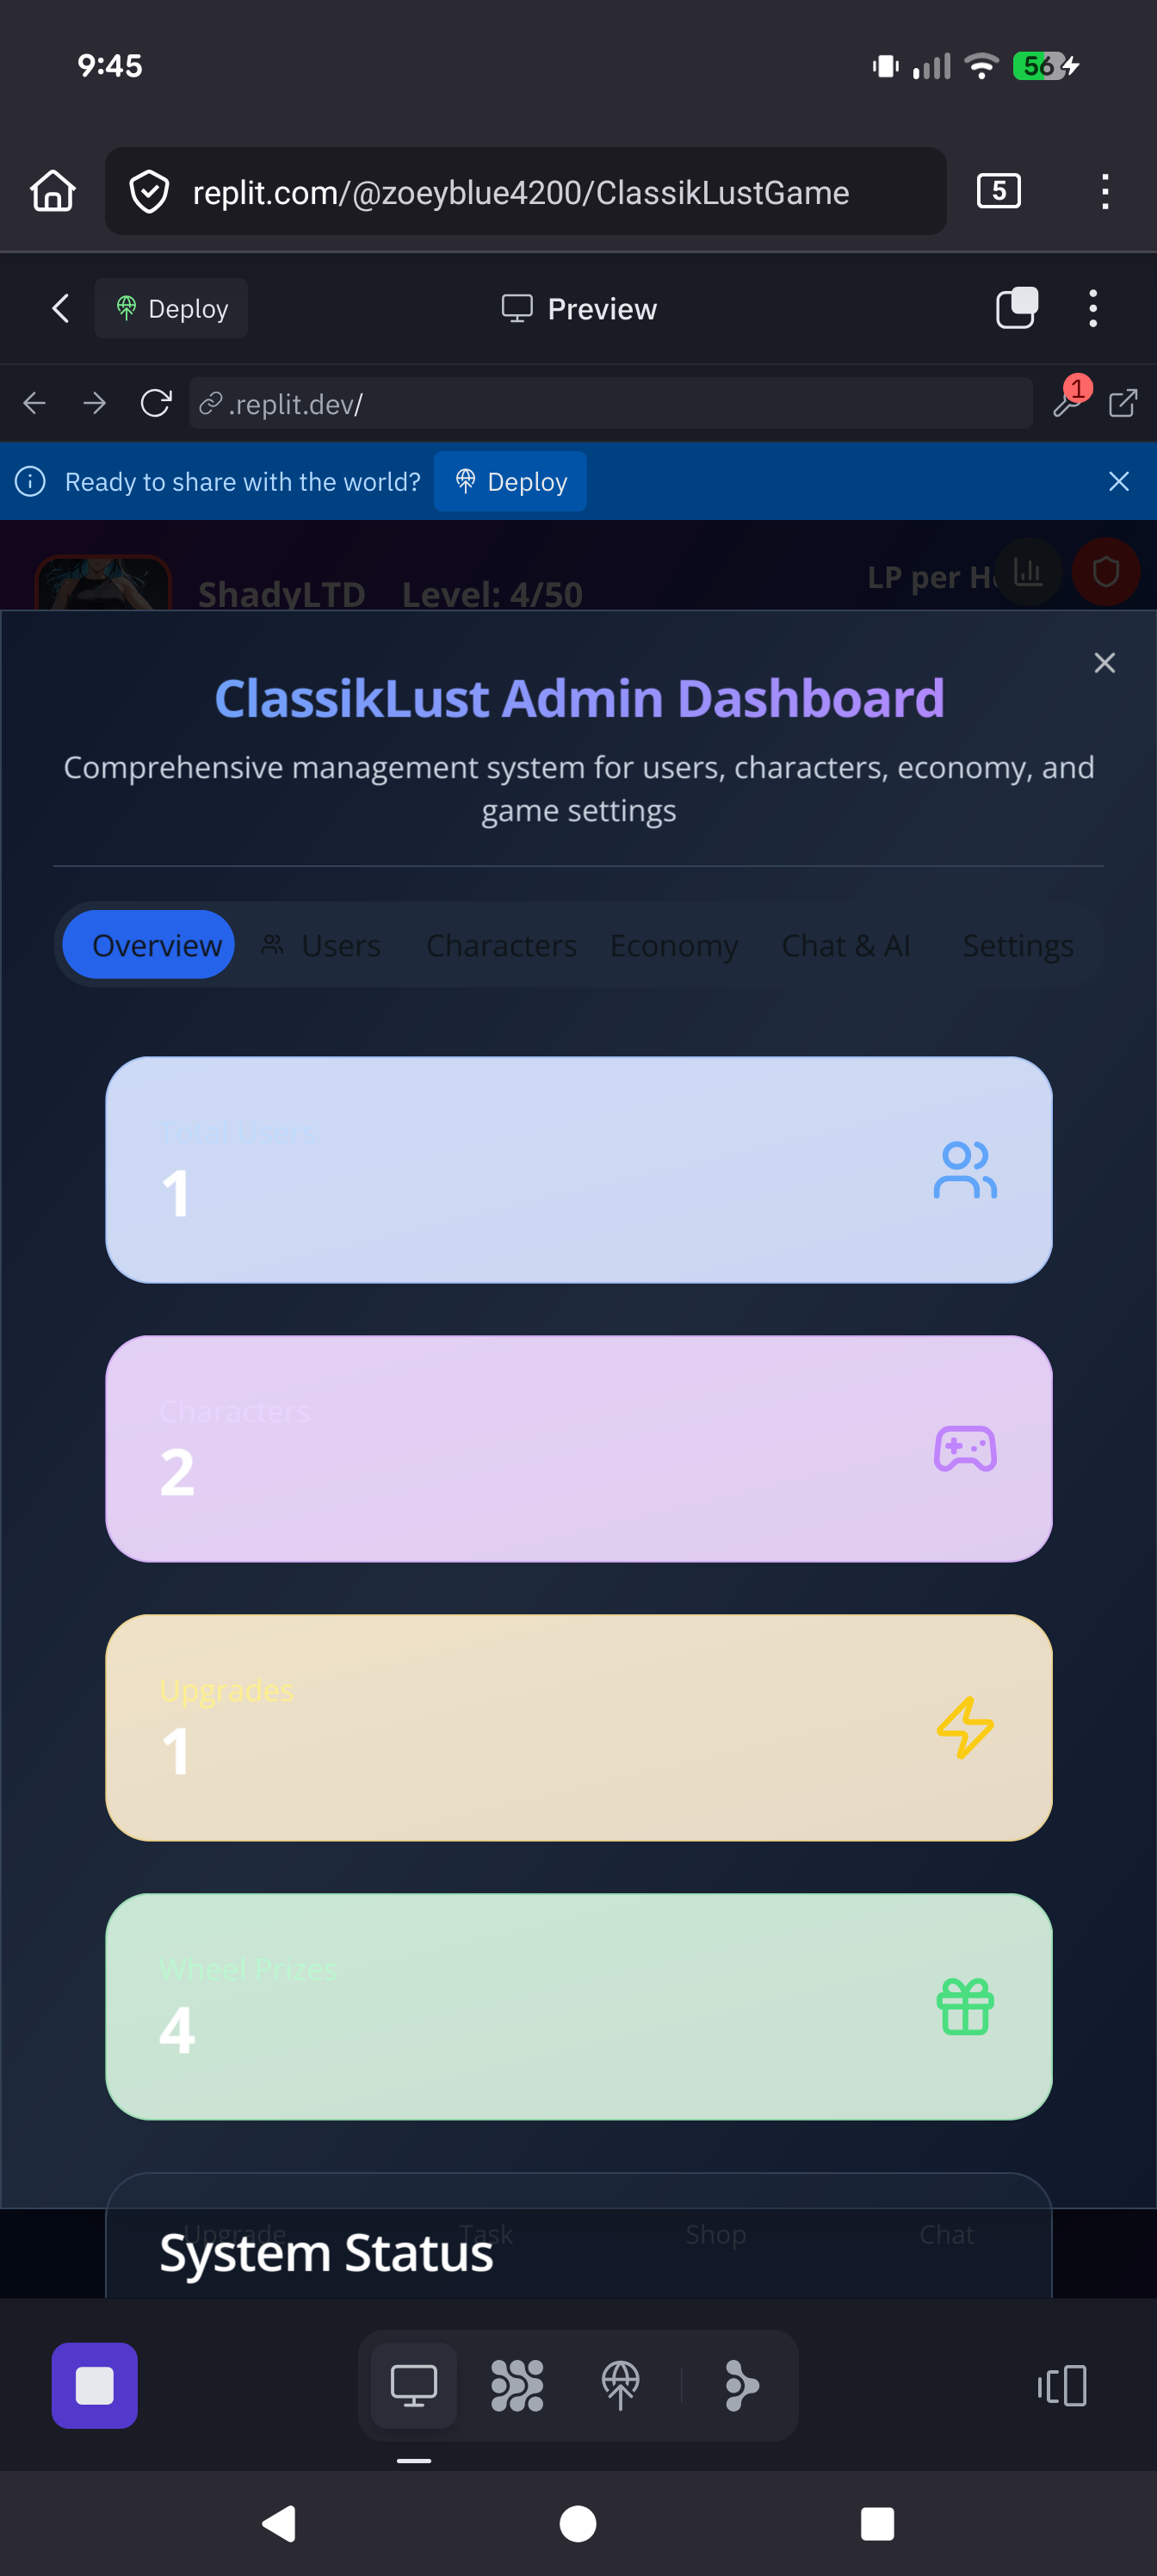 9:45
56
replit.com/@zoeyblue4200/ClassikLustGame
5
Deploy
Preview
.replit.dev/
1
Ready to share with the world?
Deploy
ShadyLTD Level: 4/50
LP per H
ClassikLust Admin Dashboard
Comprehensive management system for users, characters, economy, and
game settings
Overview
Users
Characters
Economy
Chat & AI
Settings
Total Users
1
Characters
2
Upgrades
1
Wheel Prizes
4
Upgrade
Task
Shop
Chat
System Status